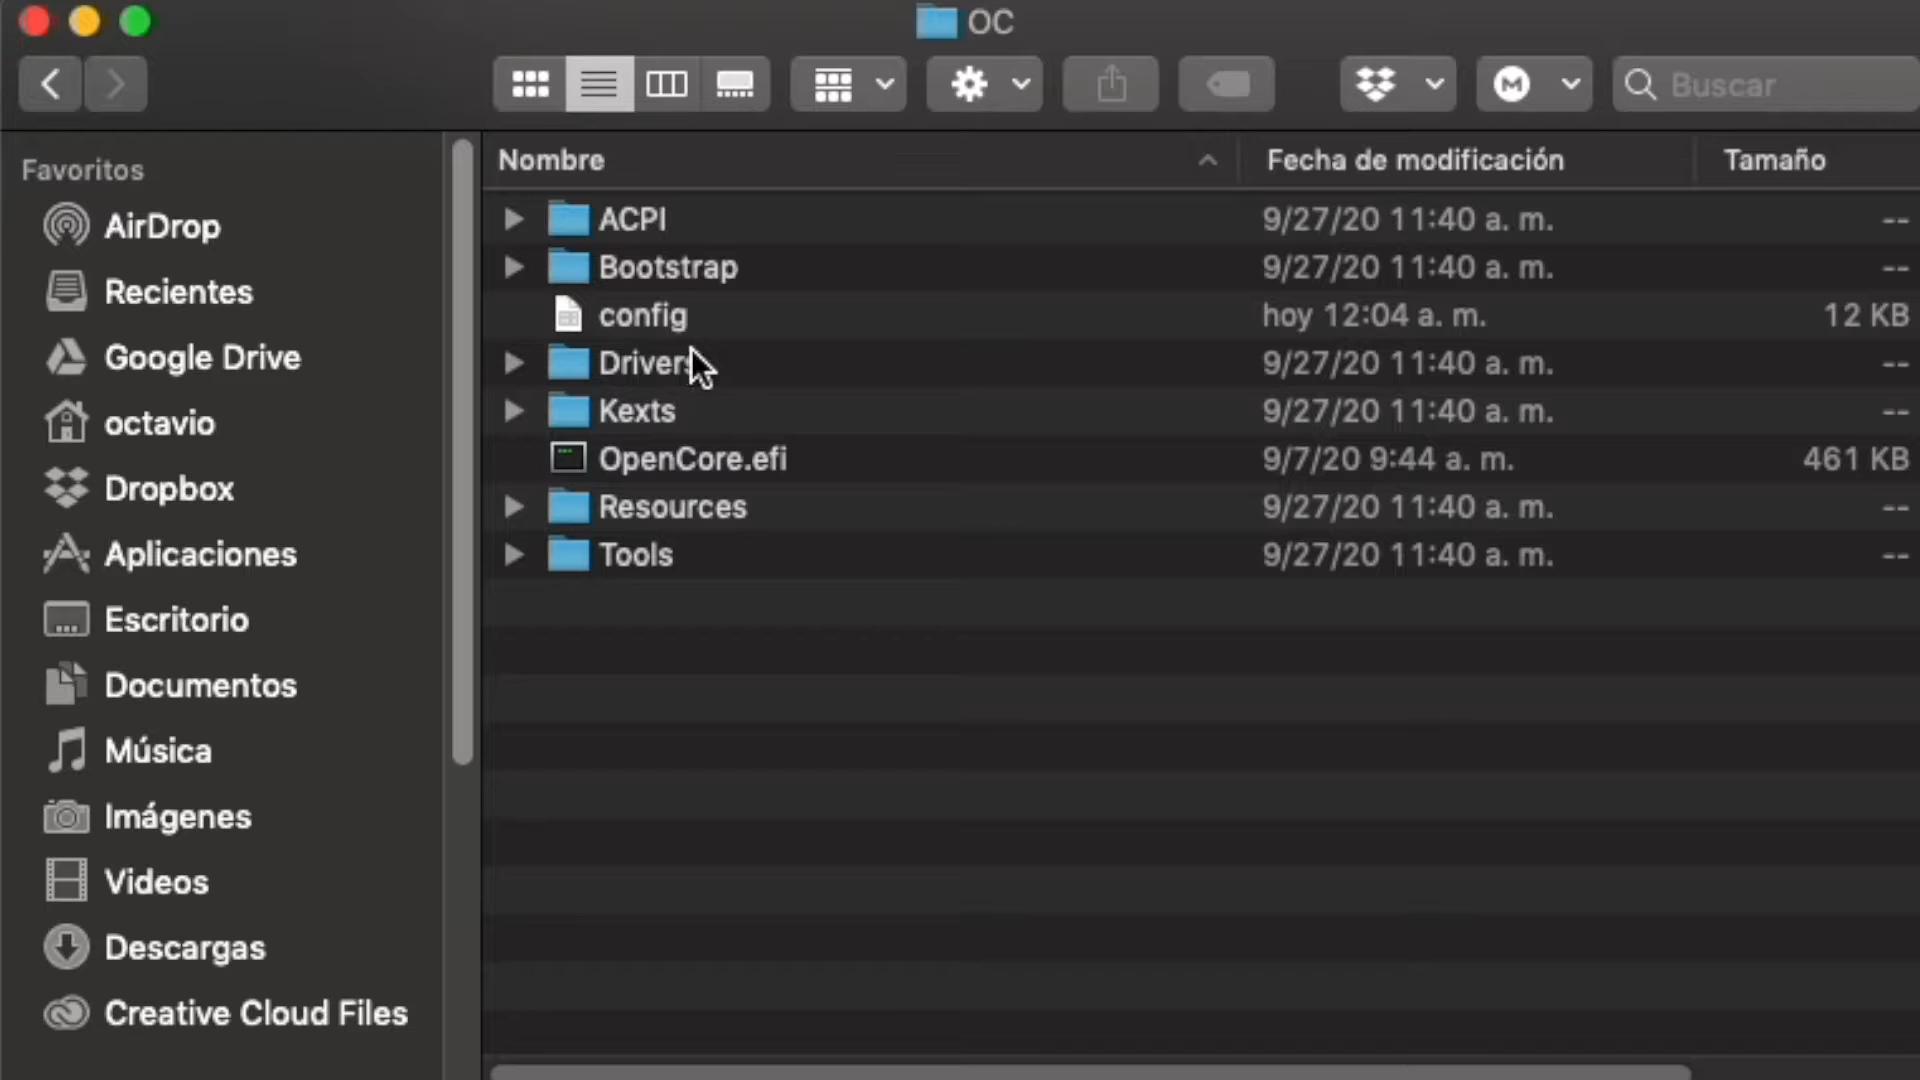 OC
Buscar
Favoritos
AirDrop
Recientes
Google Drive
octavio
Dropbox
Aplicaciones
Escritorio
Documentos
Música
Imágenes
Videos
Descargas
Creative Cloud Files
Nombre Fecha de modificación Tamaño
ACPI 9/27/20 11:40 a. m. --
Bootstrap 9/27/20 11:40 a. m. --
config hoy 12:04 a. m. 12 KB
Drivers 9/27/20 11:40 a. m. --
Kexts 9/27/20 11:40 a. m. --
OpenCore.efi 9/7/20 9:44 a. m. 461 KB
Resources 9/27/20 11:40 a. m. --
Tools 9/27/20 11:40 a. m. --